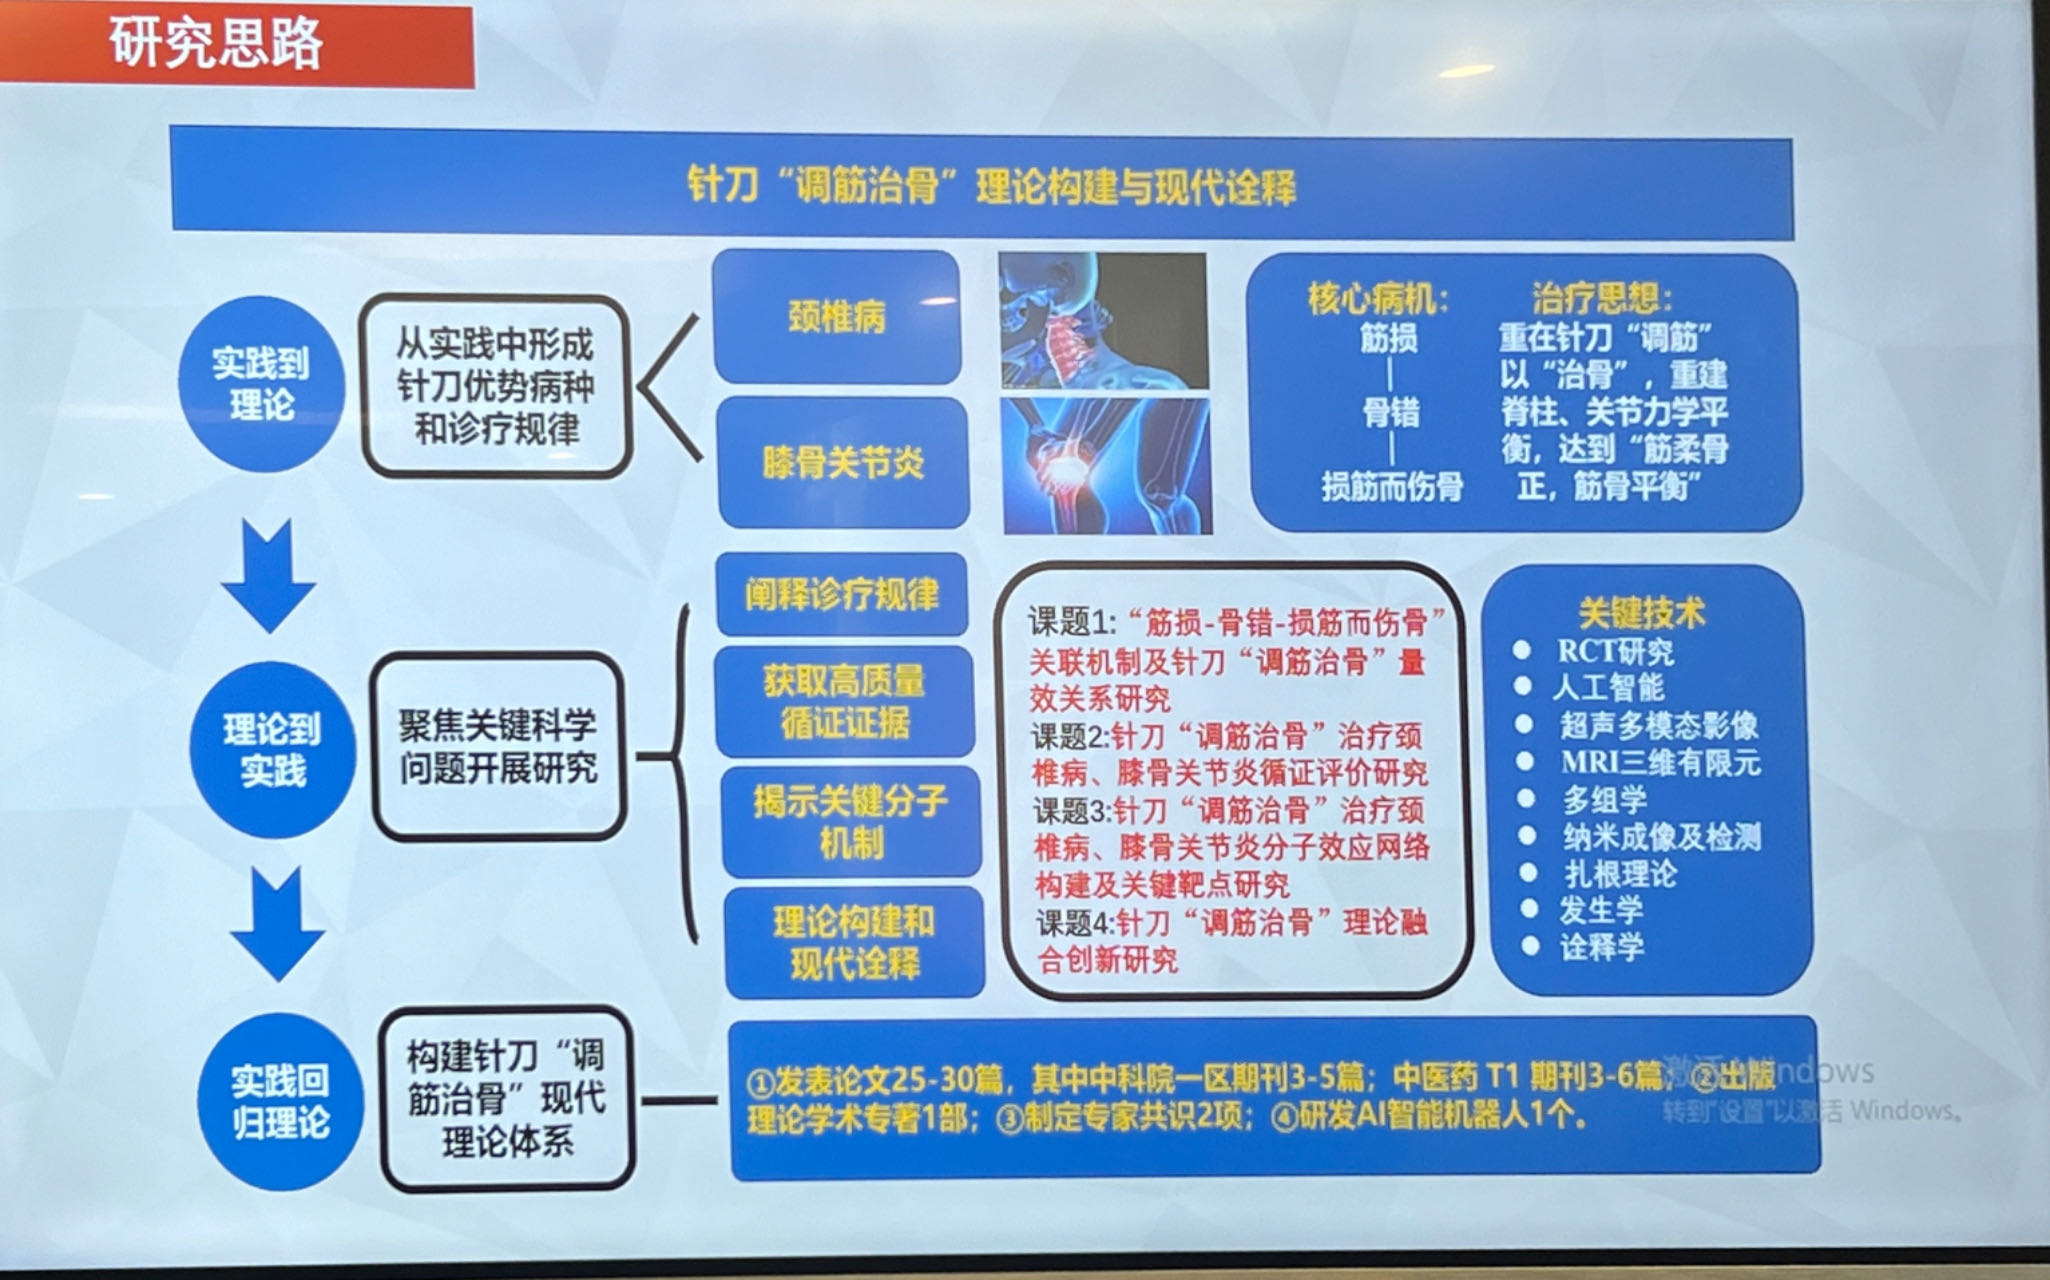 研究思路
针刀“调筋治骨”理论构建与现代诠释
实践到
理论
从实践中形成
针刀优势病种
和诊疗规律
颈椎病
膝骨关节炎
核心病机：
筋损
骨错
损筋而伤骨
治疗思想：
重在针刀“调筋”
以“治骨”，重建
脊柱、关节力学平
衡，达到“筋柔骨
正，筋骨平衡”
理论到
实践
聚焦关键科学
问题开展研究
阐释诊疗规律
获取高质量
循证证据
揭示关键分子
机制
理论构建和
现代诠释
课题1:“筋损-骨错-损筋而伤骨”
关联机制及针刀“调筋治骨”量
效关系研究
课题2:针刀“调筋治骨”治疗颈
椎病、膝骨关节炎循证评价研究
课题3:针刀“调筋治骨”治疗颈
椎病、膝骨关节炎分子效应网络
构建及关键靶点研究
课题4:针刀“调筋治骨”理论融
合创新研究
关键技术
● RCT研究
● 人工智能
● 超声多模态影像
● MRI三维有限元
● 多组学
● 纳米成像及检测
● 扎根理论
● 发生学
● 诠释学
实践回
归理论
构建针刀“调
筋治骨”现代
理论体系
①发表论文25-30篇，其中中科院一区期刊3-5篇；中医药 T1 期刊3-6篇；②出版
理论学术专著1部；③制定专家共识2项；④研发AI智能机器人1个。
激活 Windows
转到“设置”以激活 Windows。